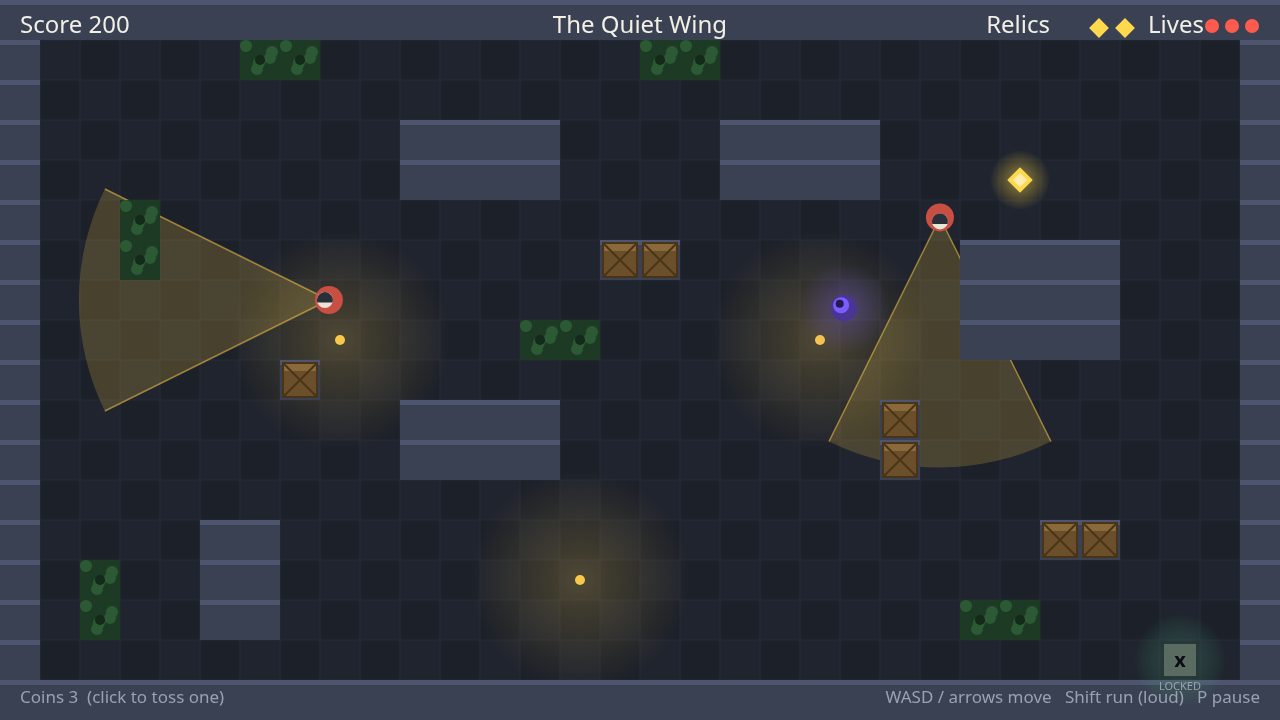 Score 200
The Quiet Wing
Relics
Lives
x
LOCKED
Coins 3 (click to toss one)
WASD / arrows move Shift run (loud) P pause